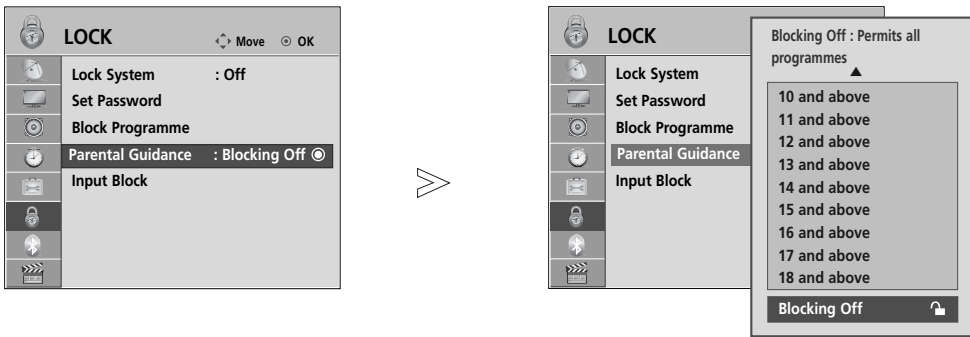 LOCK
Move OK
Lock System : Off
Set Password
Block Programme
Parental Guidance : Blocking Off
Input Block
LOCK
Lock System
Set Password
Block Programme
Parental Guidance
Input Block
Blocking Off : Permits all
programmes
10 and above
11 and above
12 and above
13 and above
14 and above
15 and above
16 and above
17 and above
18 and above
Blocking Off